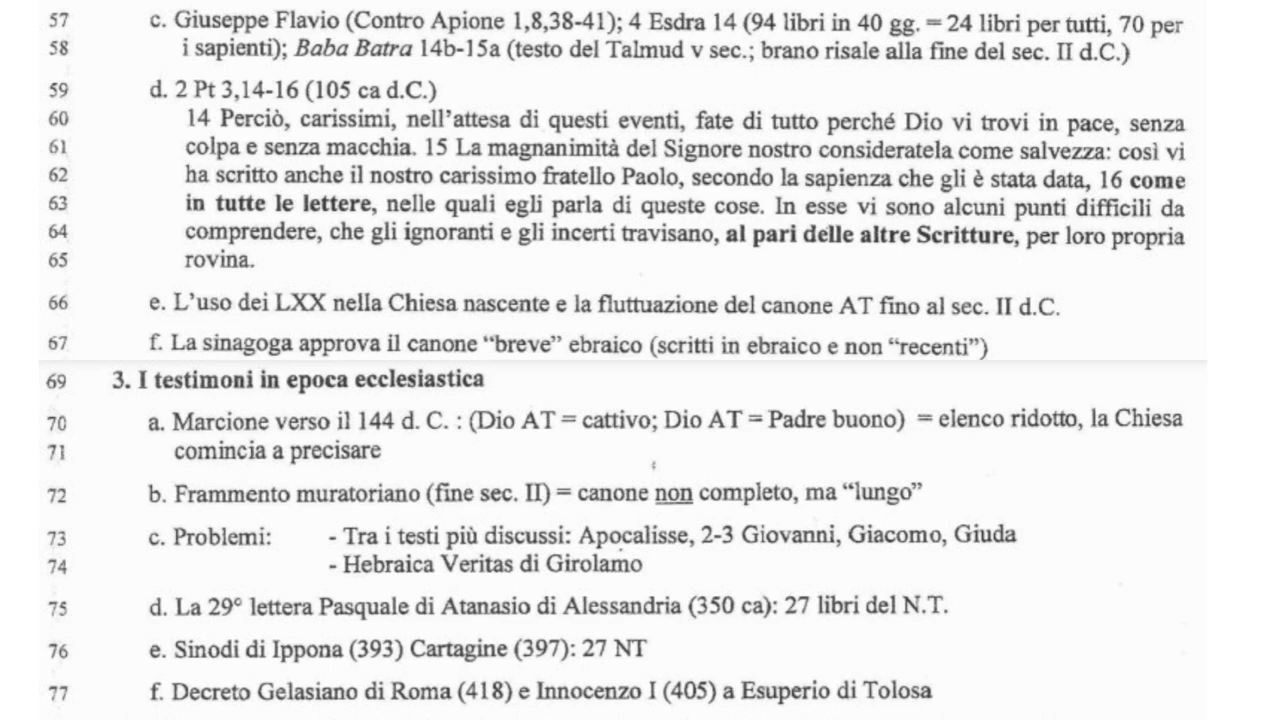 57 c. Giuseppe Flavio (Contro Apione 1,8,38-41); 4 Esdra 14 (94 libri in 40 gg. = 24 libri per tutti, 70 per
58 i sapienti); Baba Batra 14b-15a (testo del Talmud v sec.; brano risale alla fine del sec. II d.C.)
59 d. 2 Pt 3,14-16 (105 ca d.C.)
60 14 Perciò, carissimi, nell'attesa di questi eventi, fate di tutto perché Dio vi trovi in pace, senza
61 colpa e senza macchia. 15 La magnanimità del Signore nostro consideratela come salvezza: così vi
62 ha scritto anche il nostro carissimo fratello Paolo, secondo la sapienza che gli è stata data, 16 come
63 in tutte le lettere, nelle quali egli parla di queste cose. In esse vi sono alcuni punti difficili da
64 comprendere, che gli ignoranti e gli incerti travisano, al pari delle altre Scritture, per loro propria
65 rovina.
66 e. L'uso dei LXX nella Chiesa nascente e la fluttuazione del canone AT fino al sec. II d.C.
67 f. La sinagoga approva il canone "breve" ebraico (scritti in ebraico e non "recenti")
69 3. I testimoni in epoca ecclesiastica
70 a. Marcione verso il 144 d. C. : (Dio AT = cattivo; Dio AT = Padre buono) = elenco ridotto, la Chiesa
71 comincia a precisare
72 b. Frammento muratoriano (fine sec. II) = canone non completo, ma "lungo"
73 c. Problemi: - Tra i testi più discussi: Apocalisse, 2-3 Giovanni, Giacomo, Giuda
74 - Hebraica Veritas di Girolamo
75 d. La 29° lettera Pasquale di Atanasio di Alessandria (350 ca): 27 libri del N.T.
76 e. Sinodi di Ippona (393) Cartagine (397): 27 NT
77 f. Decreto Gelasiano di Roma (418) e Innocenzo I (405) a Esuperio di Tolosa